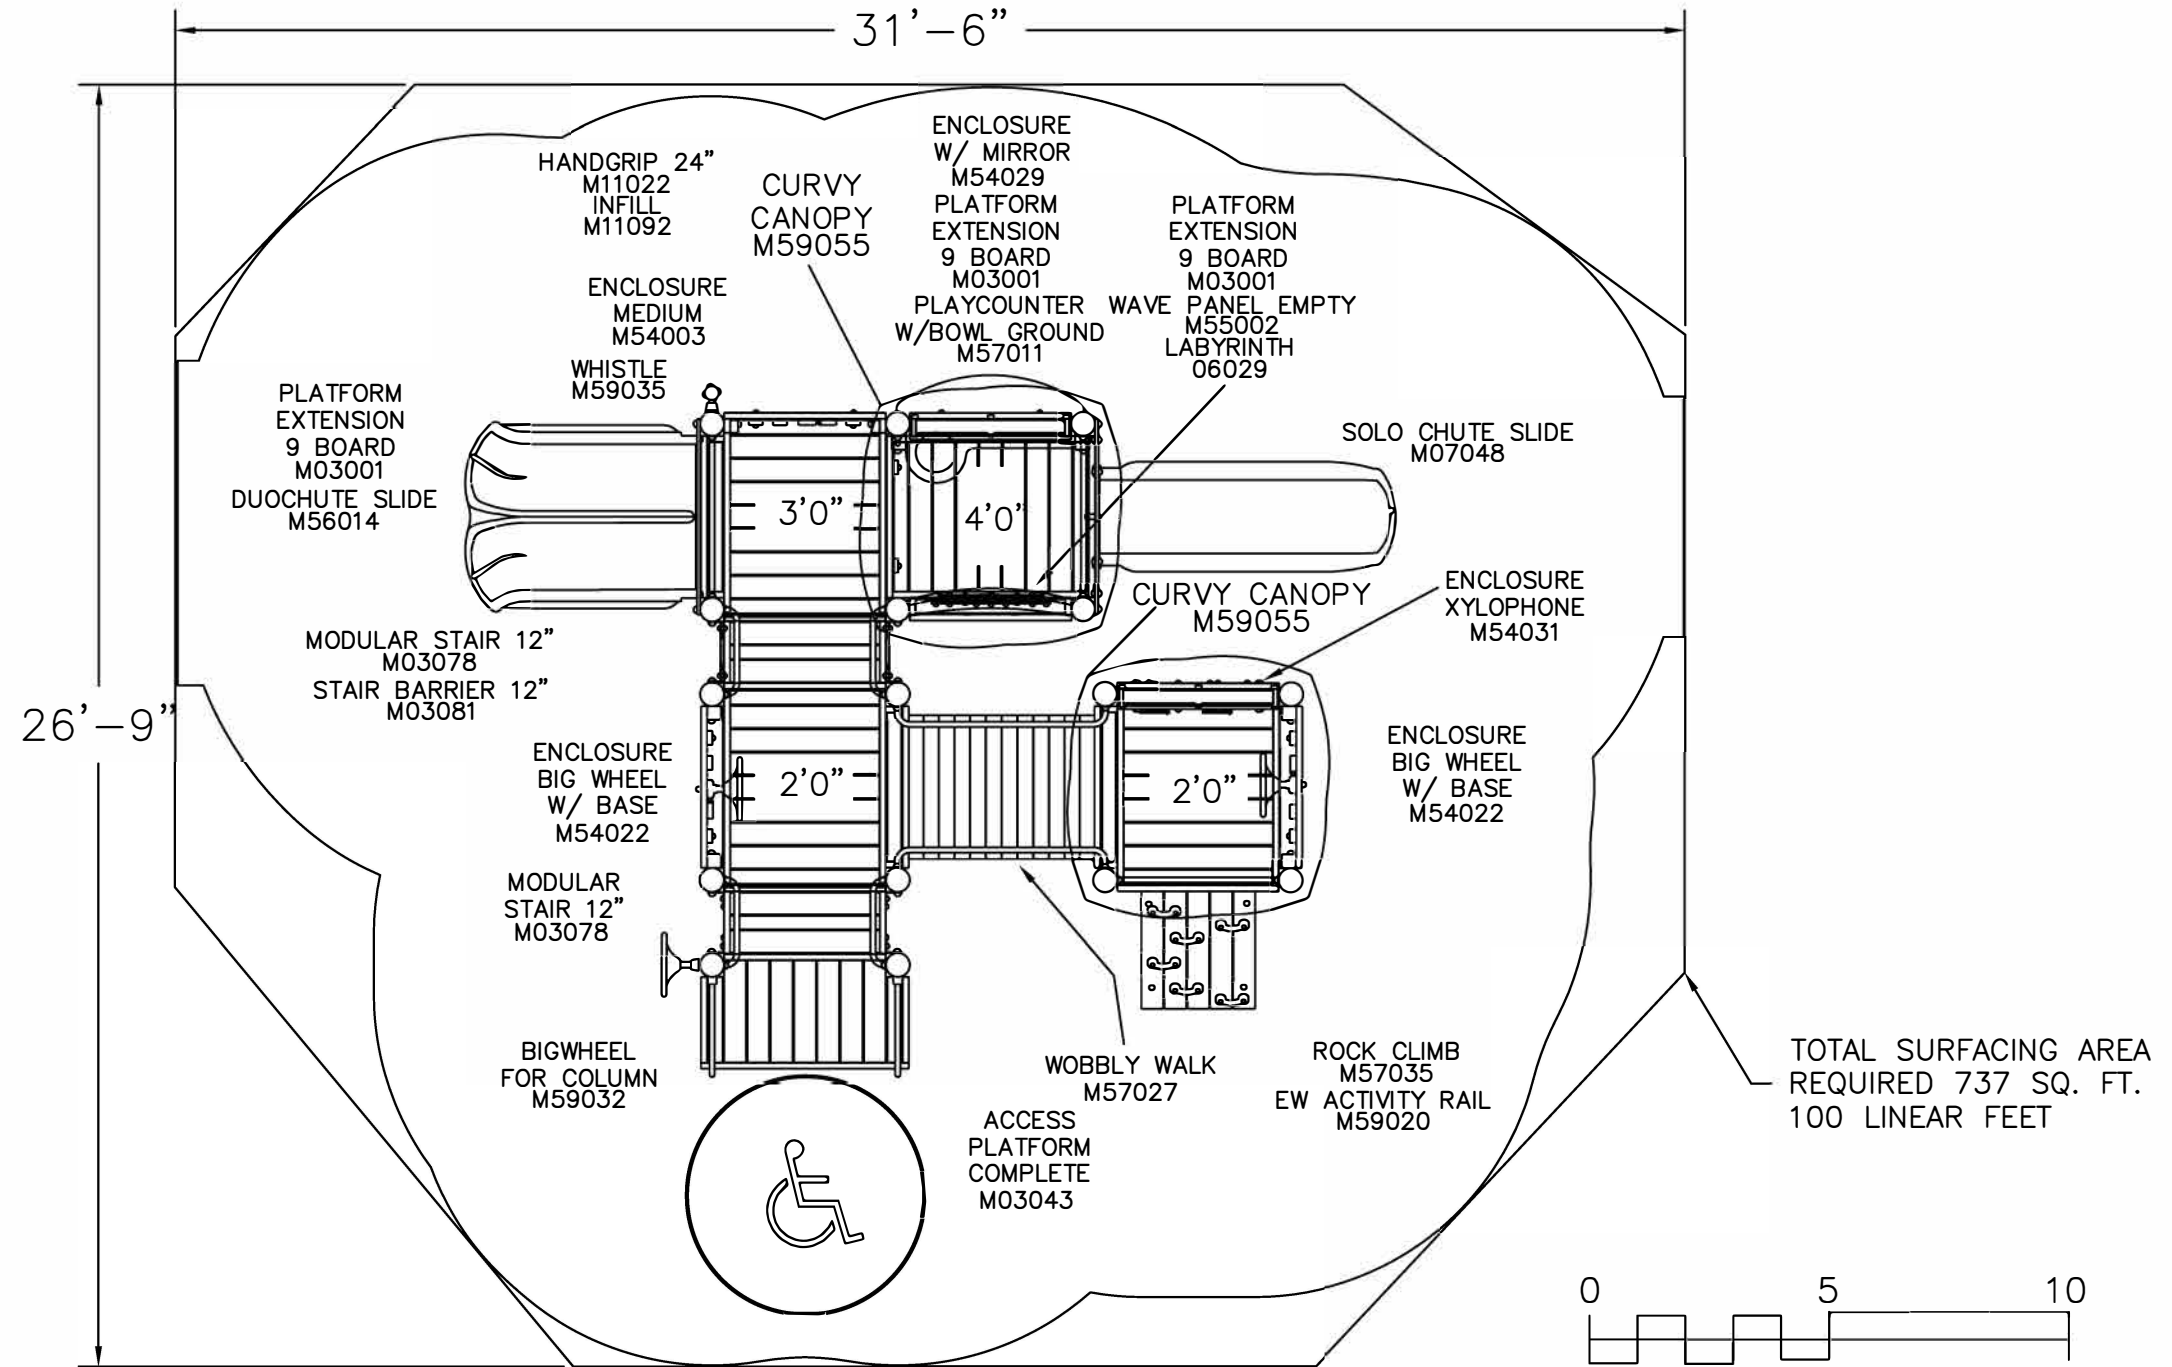 31'-6"
26'-9"
HANDGRIP 24"
M11022
INFILL
M11092
CURVY
CANOPY
M59055
ENCLOSURE
W/ MIRROR
M54029
PLATFORM
EXTENSION
9 BOARD
M03001
PLAYCOUNTER
W/BOWL GROUND
M57011
PLATFORM
EXTENSION
9 BOARD
M03001
WAVE PANEL EMPTY
M55002
LABYRINTH
06029
ENCLOSURE
MEDIUM
M54003
WHISTLE
M59035
PLATFORM
EXTENSION
9 BOARD
M03001
DUOCHUTE SLIDE
M56014
3'0"
4'0"
SOLO CHUTE SLIDE
M07048
CURVY CANOPY
M59055
ENCLOSURE
XYLOPHONE
M54031
MODULAR STAIR 12"
M03078
STAIR BARRIER 12"
M03081
ENCLOSURE
BIG WHEEL
W/ BASE
M54022
2'0"
2'0"
ENCLOSURE
BIG WHEEL
W/ BASE
M54022
MODULAR
STAIR 12"
M03078
BIGWHEEL
FOR COLUMN
M59032
WOBBLY WALK
M57027
ACCESS
PLATFORM
COMPLETE
M03043
ROCK CLIMB
M57035
EW ACTIVITY RAIL
M59020
TOTAL SURFACING AREA
REQUIRED 737 SQ. FT.
100 LINEAR FEET
0 5 10